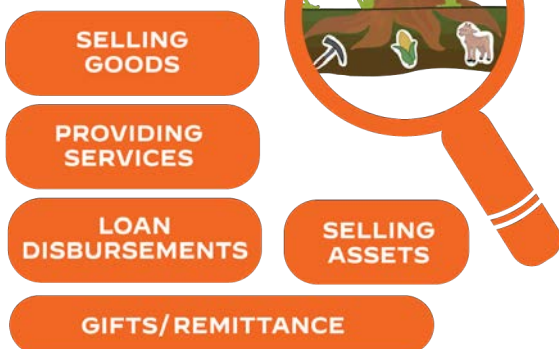 SELLING
GOODS
PROVIDING
SERVICES
LOAN
DISBURSEMENTS
SELLING
ASSETS
GIFTS/REMITTANCE